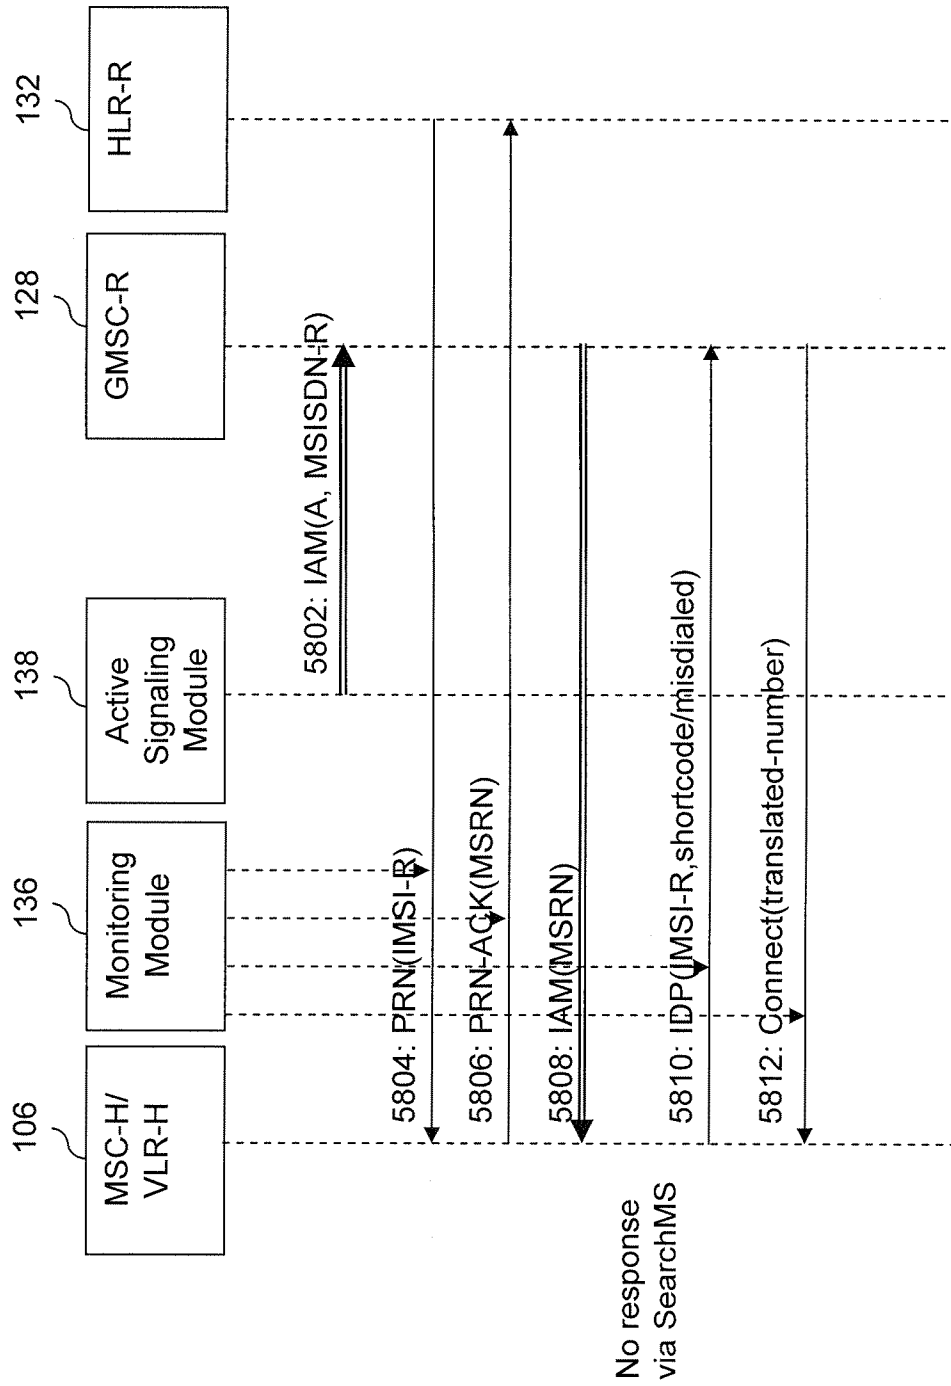 106
MSC-H/
VLR-H
136
Monitoring
Module
138
Active
Signaling
Module
128
GMSC-R
132
HLR-R
5802: IAM(A, MSISDN-R)
5804: PRN(IMSI-R)
5806: PRN-ACK(MSRN)
5808: IAM(MSRN)
No response
via SearchMS
5810: IDP(IMSI-R,shortcode/misdialed)
5812: Connect(translated-number)